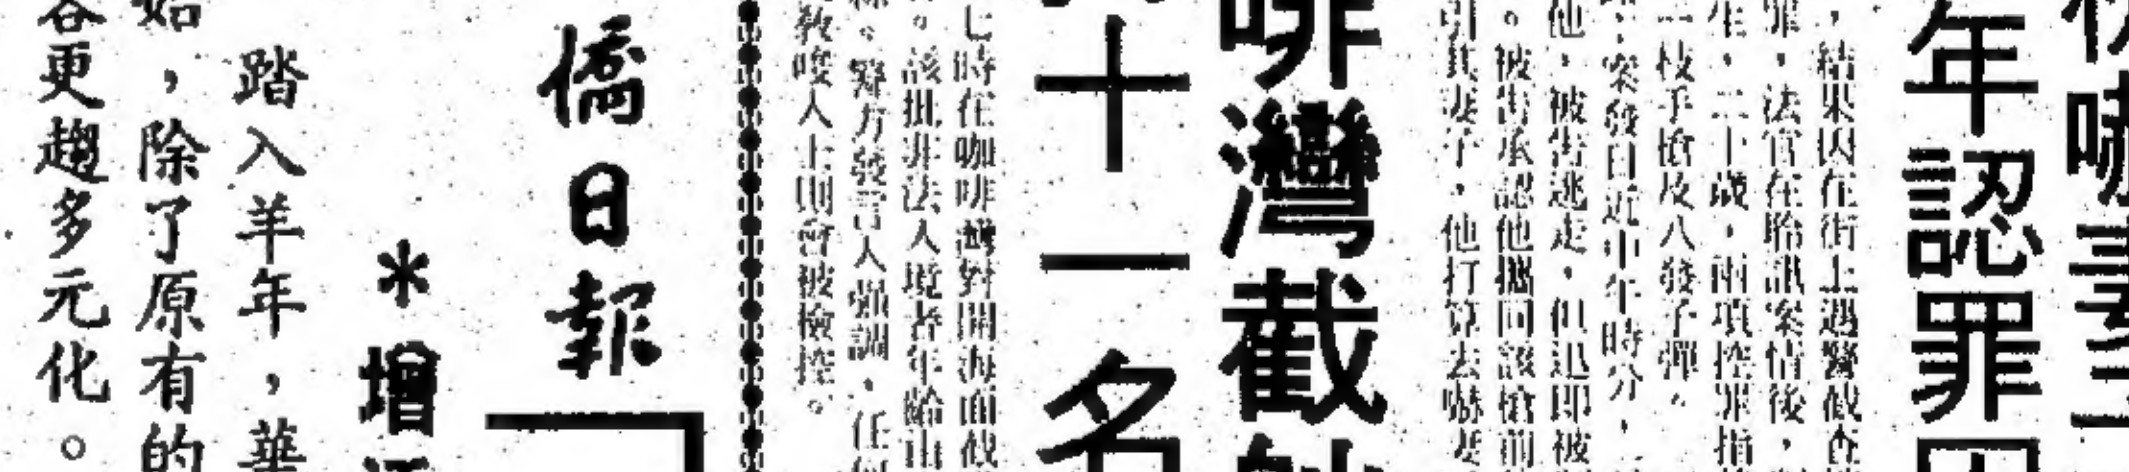 嚇妻子
年認罪囚
，結果因在街上遇警截查
罪，法官在聆訊案情後，
生，二十歲，兩項控罪指
一枝手槍及八發子彈。
案發日近中午時分，
他，被告逃走，但迅即被
。被告承認他攜同該槍前
引其妻子，他打算去嚇妻
啡灣截
十一名
七時在咖啡灣對開海面截
。該批非法入境者年齡由
。警方發言人強調，任何
教唆人士則會被檢控。
僑日報
*增
踏入羊年，華
如，除了原有的
容更趨多元化。